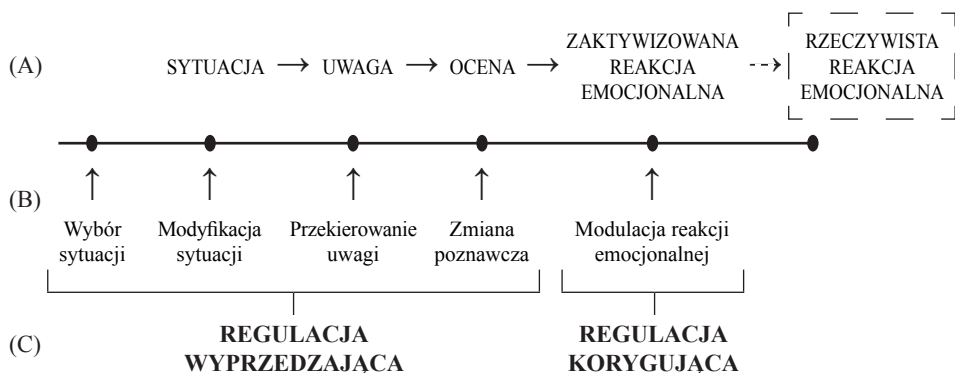 (A)
SYTUACJA → UWAGA → OCENA →
ZAKTYWIZOWANA
REAKCJA
EMOCJONALNA
RZECZYWISTA
REAKCJA
EMOCJONALNA
(B)
Wybór
sytuacji
Modyfikacja
sytuacji
Przekierowanie
uwagi
Zmiana
poznawcza
Modulacja reakcji
emocjonalnej
(C)
REGULACJA
WYPRZEDZAJĄCA
REGULACJA
KORYGUJĄCA